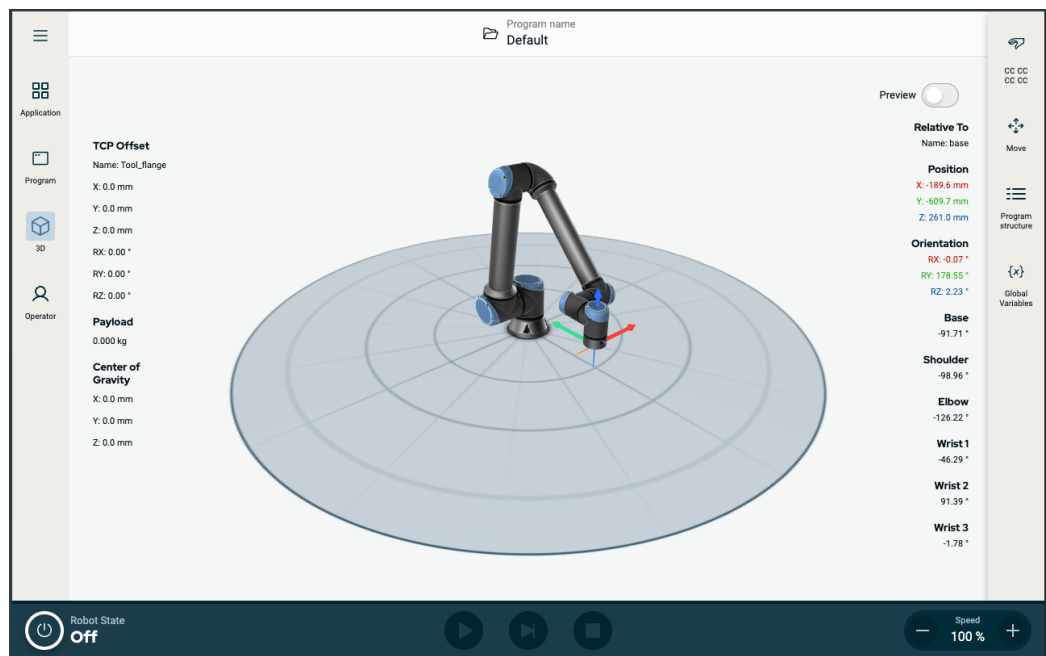 Program name
Default
Application
Program
3D
Operator
TCP Offset
Name: Tool_flange
X: 0.0 mm
Y: 0.0 mm
Z: 0.0 mm
RX: 0.00 °
RY: 0.00 °
RZ: 0.00 °
Payload
0.000 kg
Center of
Gravity
X: 0.0 mm
Y: 0.0 mm
Z: 0.0 mm
Preview
Relative To
Name: base
Position
X: -189.6 mm
Y: -609.7 mm
Z: 261.0 mm
Orientation
RX: -0.07 °
RY: 178.55 °
RZ: 2.23 °
Base
-91.71 °
Shoulder
-98.96 °
Elbow
-126.22 °
Wrist 1
-46.29 °
Wrist 2
91.39 °
Wrist 3
-1.78 °
CC CC
CC CC
Move
Program
structure
{x}
Global
Variables
Robot State
Off
Speed
100 %